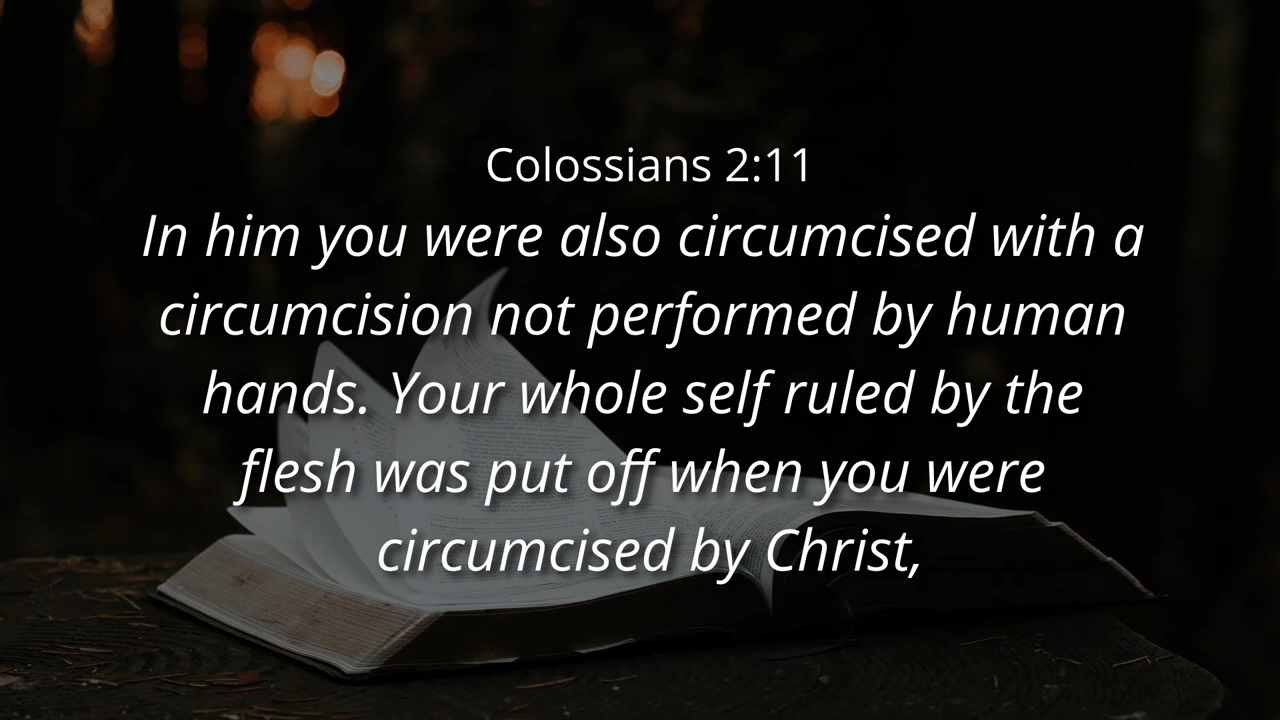 Colossians 2:11
In him you were also circumcised with a
circumcision not performed by human
hands. Your whole self ruled by the
flesh was put off when you were
circumcised by Christ,